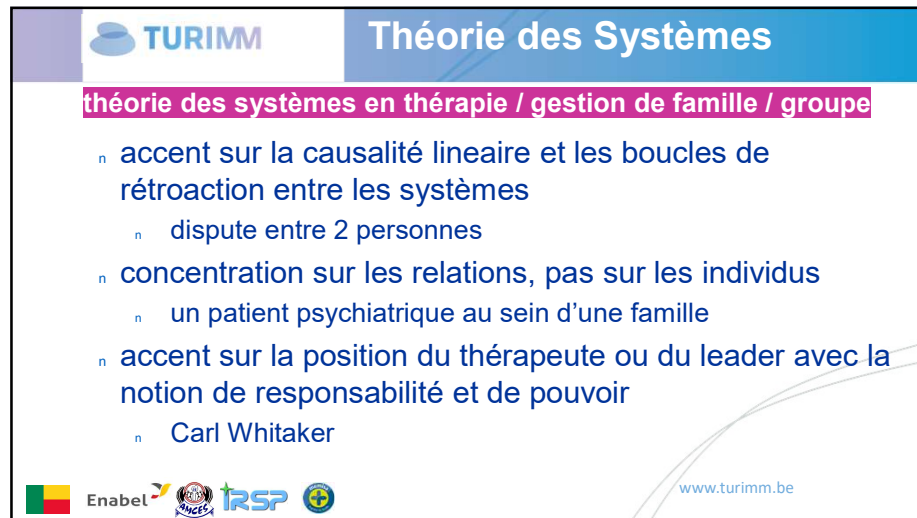 TURIMM
Théorie des Systèmes
théorie des systèmes en thérapie / gestion de famille / groupe
n accent sur la causalité lineaire et les boucles de
rétroaction entre les systèmes
n dispute entre 2 personnes
n concentration sur les relations, pas sur les individus
n un patient psychiatrique au sein d’une famille
n accent sur la position du thérapeute ou du leader avec la
notion de responsabilité et de pouvoir
n Carl Whitaker
Enabel
AMCES
IRSP
www.turimm.be